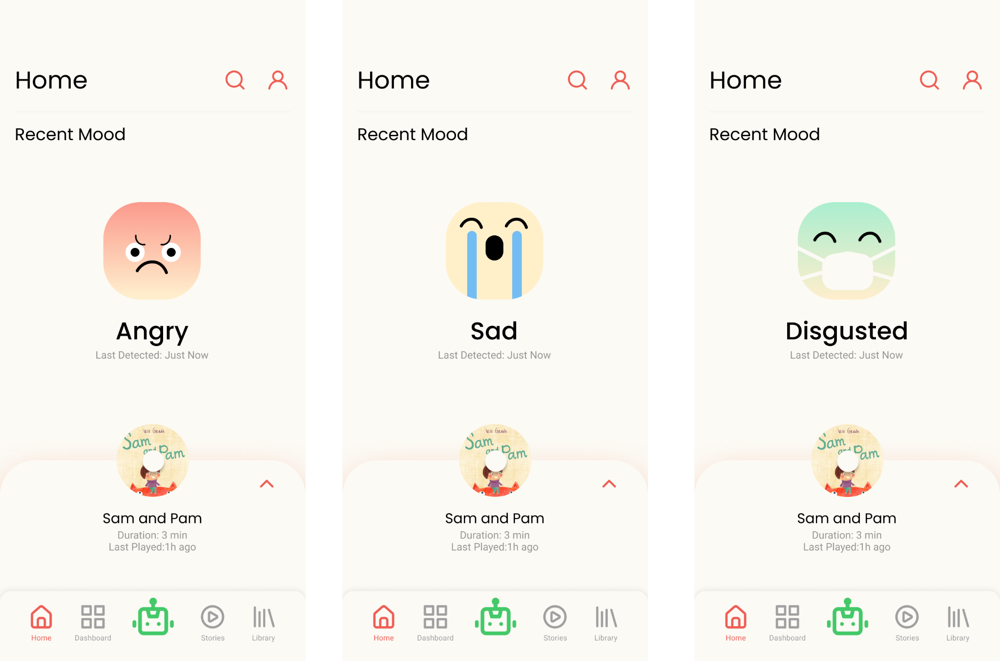 Home
Recent Mood
Angry
Last Detected: Just Now
Iris Grade
Sam
and Pam
Sam and Pam
Duration: 3 min
Last Played:1h ago
Home
Dashboard
Stories
Library
Home
Recent Mood
Sad
Last Detected: Just Now
Iris Grade
Sam
and Pam
Sam and Pam
Duration: 3 min
Last Played:1h ago
Home
Dashboard
Stories
Library
Home
Recent Mood
Disgusted
Last Detected: Just Now
Iris Grade
Sam
and Pam
Sam and Pam
Duration: 3 min
Last Played:1h ago
Home
Dashboard
Stories
Library